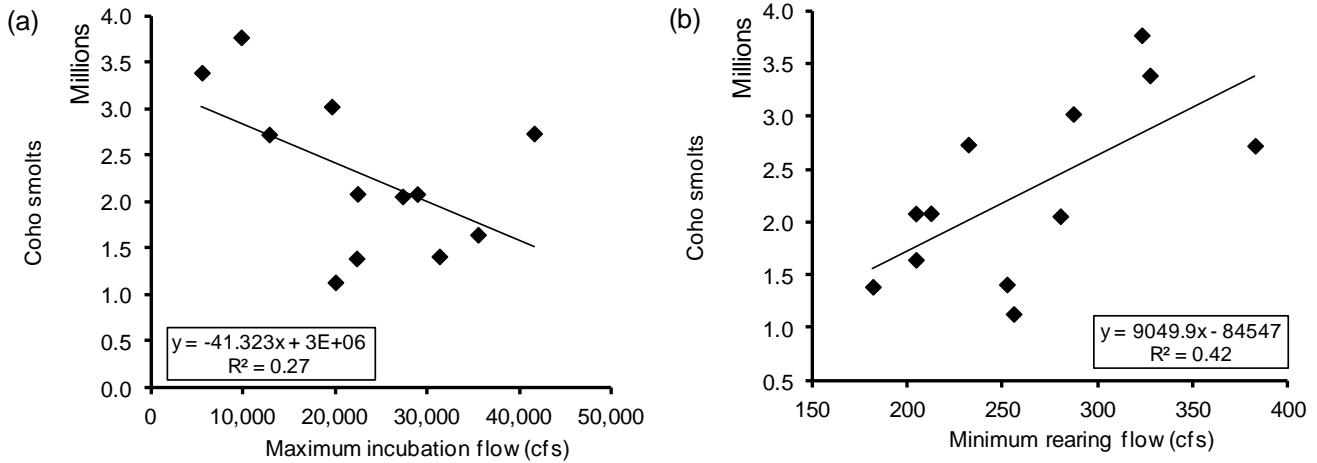 (a)
Millions
Coho smolts
4.0
3.5
3.0
2.5
2.0
1.5
1.0
0.5
0.0
y = -41.323x + 3E+06
R² = 0.27
0 10,000 20,000 30,000 40,000 50,000
Maximum incubation flow (cfs)
(b)
Millions
Coho smolts
4.0
3.5
3.0
2.5
2.0
1.5
1.0
0.5
y = 9049.9x - 84547
R² = 0.42
150 200 250 300 350 400
Minimum rearing flow (cfs)